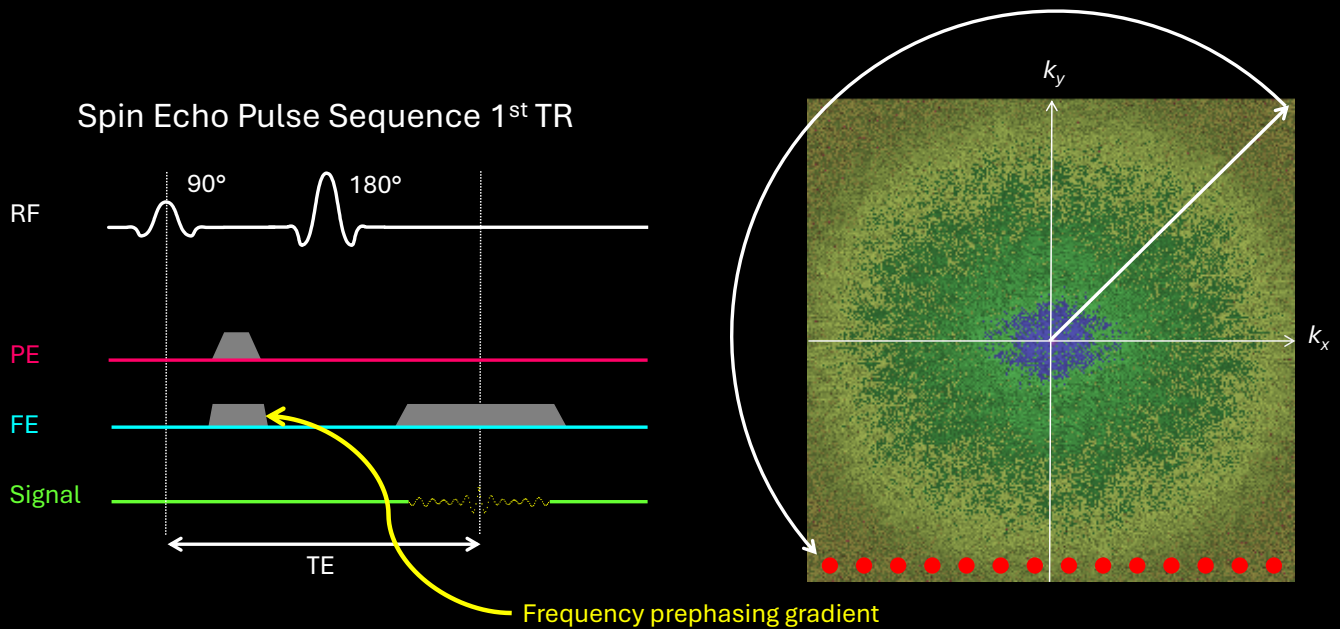 Spin Echo Pulse Sequence 1st TR
RF
90°
180°
PE
FE
Signal
TE
Frequency prephasing gradient
ky
kx